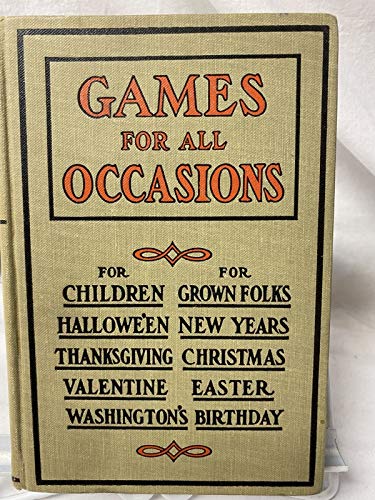 GAMES
FOR ALL
OCCASIONS
FOR FOR
CHILDREN GROWN FOLKS
HALLOWE'EN NEW YEARS
THANKSGIVING CHRISTMAS
VALENTINE EASTER
WASHINGTON'S BIRTHDAY